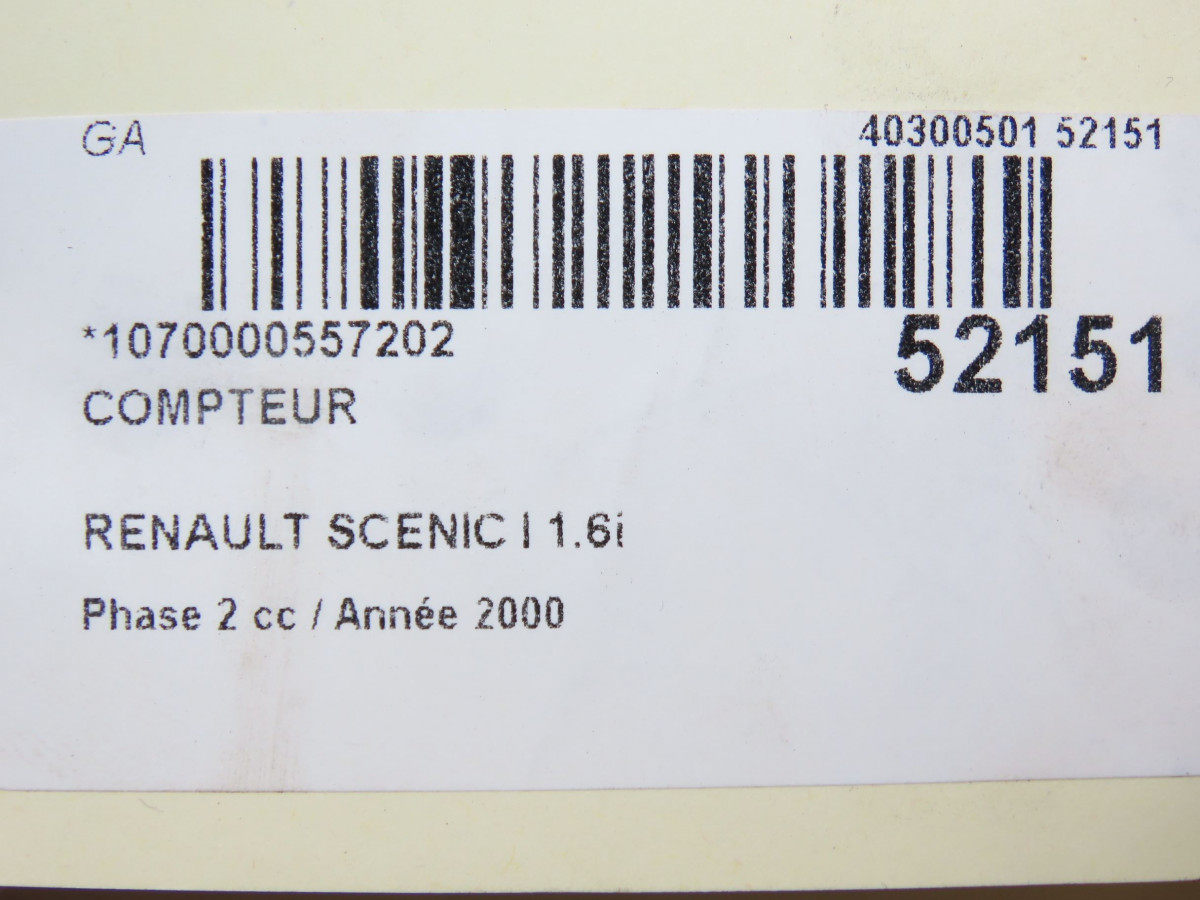 GA 40300501 52151
*1070000557202 52151
COMPTEUR
RENAULT SCENIC I 1.6i
Phase 2 cc / Année 2000